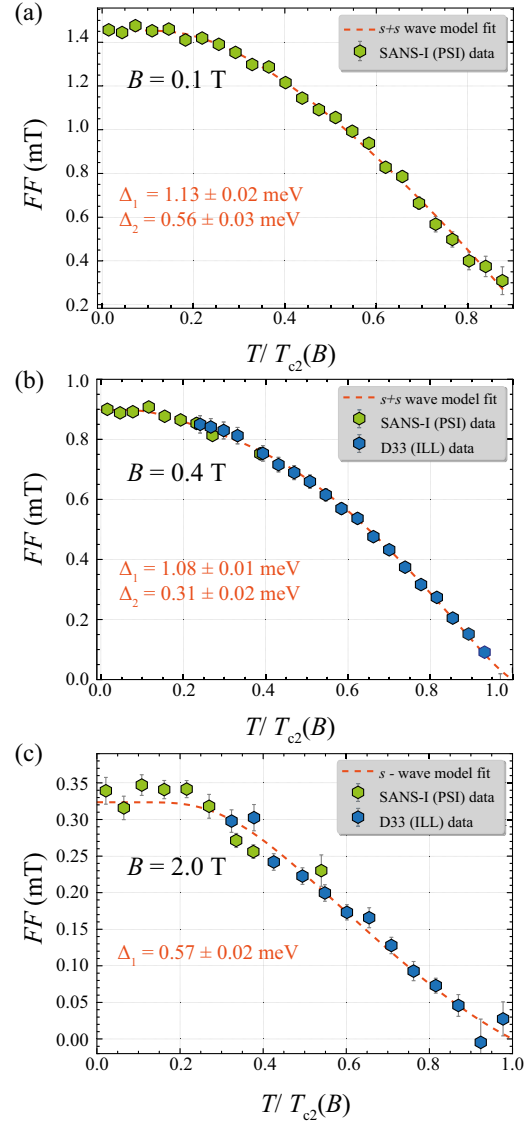 (a)
s+s wave model fit
SANS-I (PSI) data
B = 0.1 T
Δ₁ = 1.13 ± 0.02 meV
Δ₂ = 0.56 ± 0.03 meV
FF (mT)
1.4
1.2
1.0
0.8
0.6
0.4
0.2
0.0 0.2 0.4 0.6 0.8
T/ T_c2(B)
(b)
s+s wave model fit
SANS-I (PSI) data
D33 (ILL) data
B = 0.4 T
Δ₁ = 1.08 ± 0.01 meV
Δ₂ = 0.31 ± 0.02 meV
FF (mT)
1.0
0.8
0.6
0.4
0.2
0.0
0.0 0.2 0.4 0.6 0.8 1.0
T/ T_c2(B)
(c)
s - wave model fit
SANS-I (PSI) data
D33 (ILL) data
B = 2.0 T
Δ₁ = 0.57 ± 0.02 meV
FF (mT)
0.35
0.30
0.25
0.20
0.15
0.10
0.05
0.00
0.0 0.2 0.4 0.6 0.8 1.0
T/ T_c2(B)